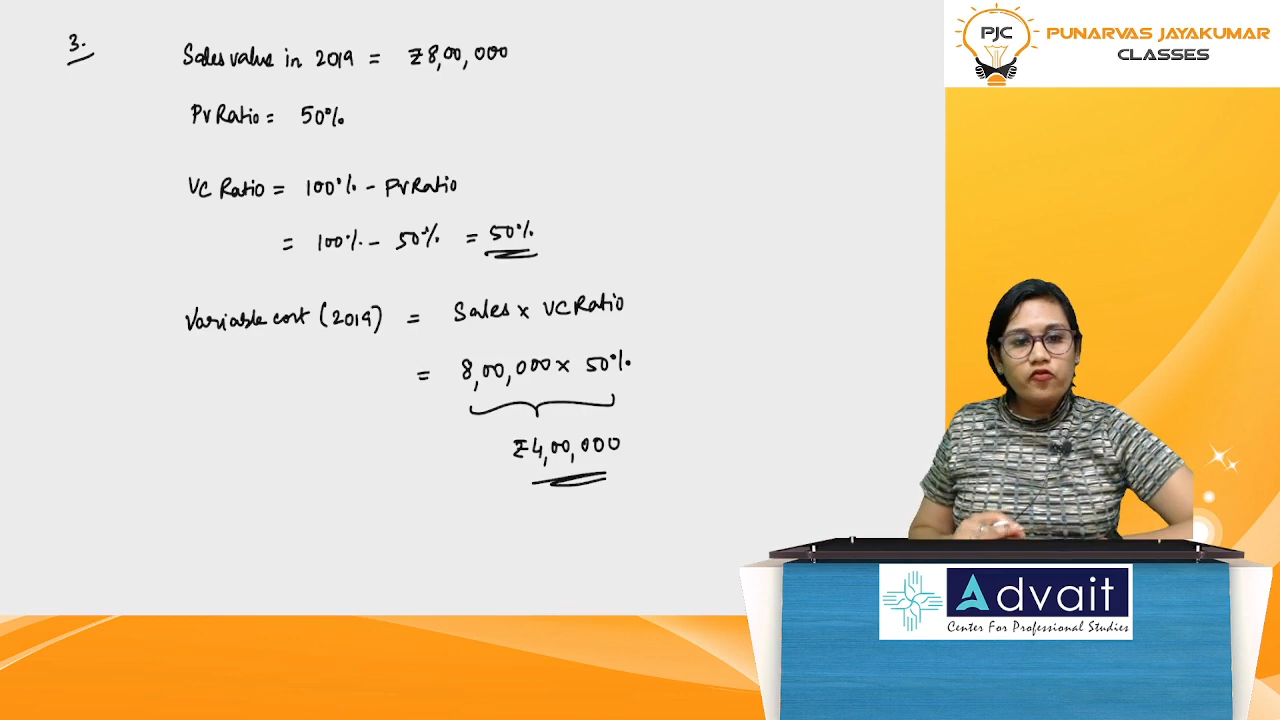 3.
Sales value in 2019 = ₹8,00,000
PV Ratio = 50%
VC Ratio = 100% - PV Ratio
= 100% - 50% = 50%
Variable cost (2019) = Sales x VC Ratio
= 8,00,000 x 50%
₹4,00,000
PJC
PUNARVAS JAYAKUMAR
CLASSES
Advait
Center For Professional Studies